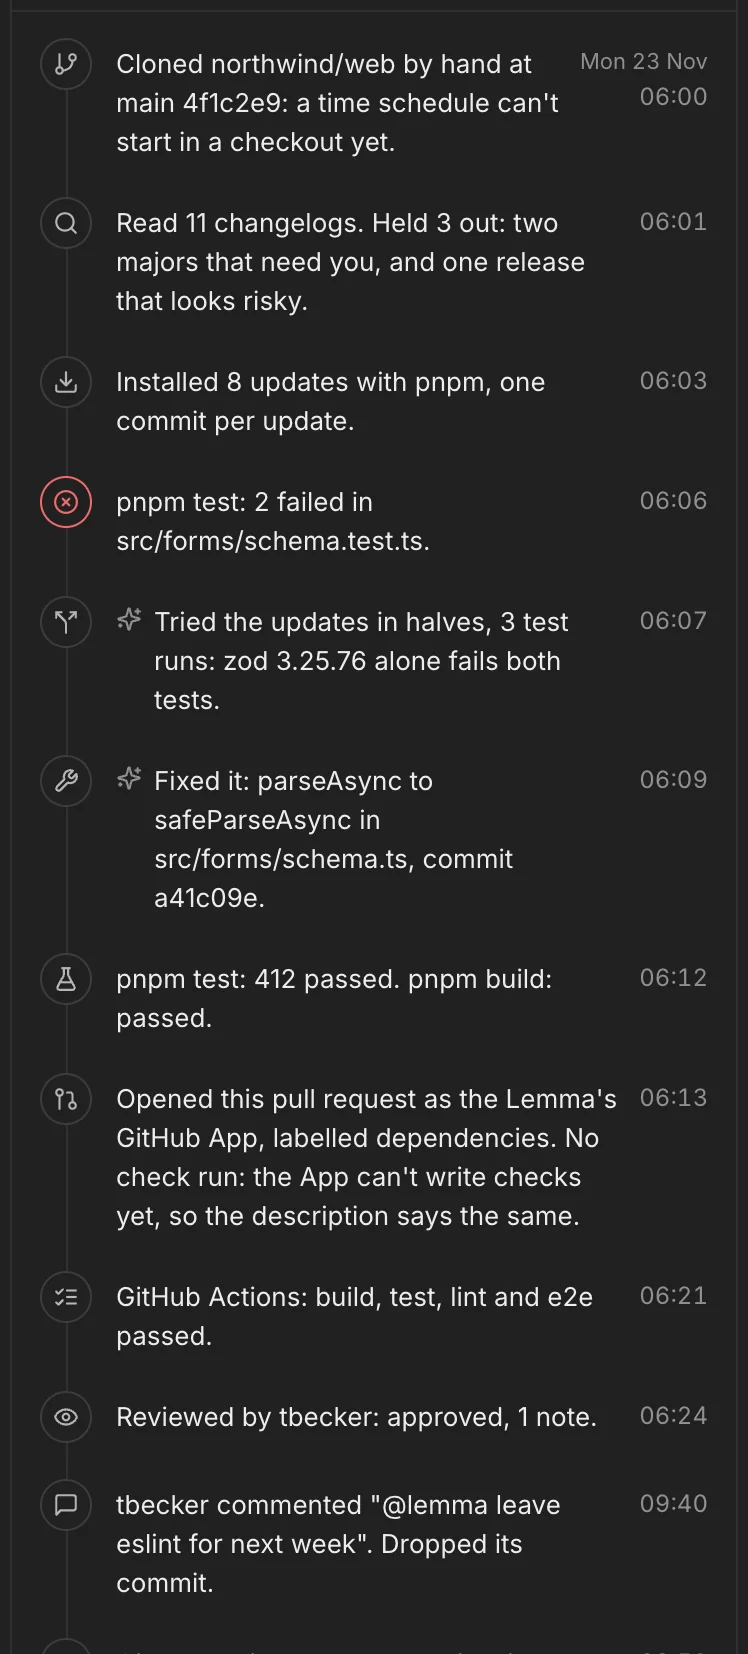 Cloned northwind/web by hand at
Mon 23 Nov
main 4f1c2e9: a time schedule can't
06:00
start in a checkout yet.
Read 11 changelogs. Held 3 out: two
06:01
majors that need you, and one release
that looks risky.
Installed 8 updates with pnpm, one
06:03
commit per update.
pnpm test: 2 failed in
06:06
src/forms/schema.test.ts.
Tried the updates in halves, 3 test
06:07
runs: zod 3.25.76 alone fails both
tests.
Fixed it: parseAsync to
06:09
safeParseAsync in
src/forms/schema.ts, commit
a41c09e.
pnpm test: 412 passed. pnpm build:
06:12
passed.
Opened this pull request as the Lemma's
06:13
GitHub App, labelled dependencies. No
check run: the App can't write checks
yet, so the description says the same.
GitHub Actions: build, test, lint and e2e
06:21
passed.
Reviewed by tbecker: approved, 1 note.
06:24
tbecker commented "@lemma leave
09:40
eslint for next week". Dropped its
commit.